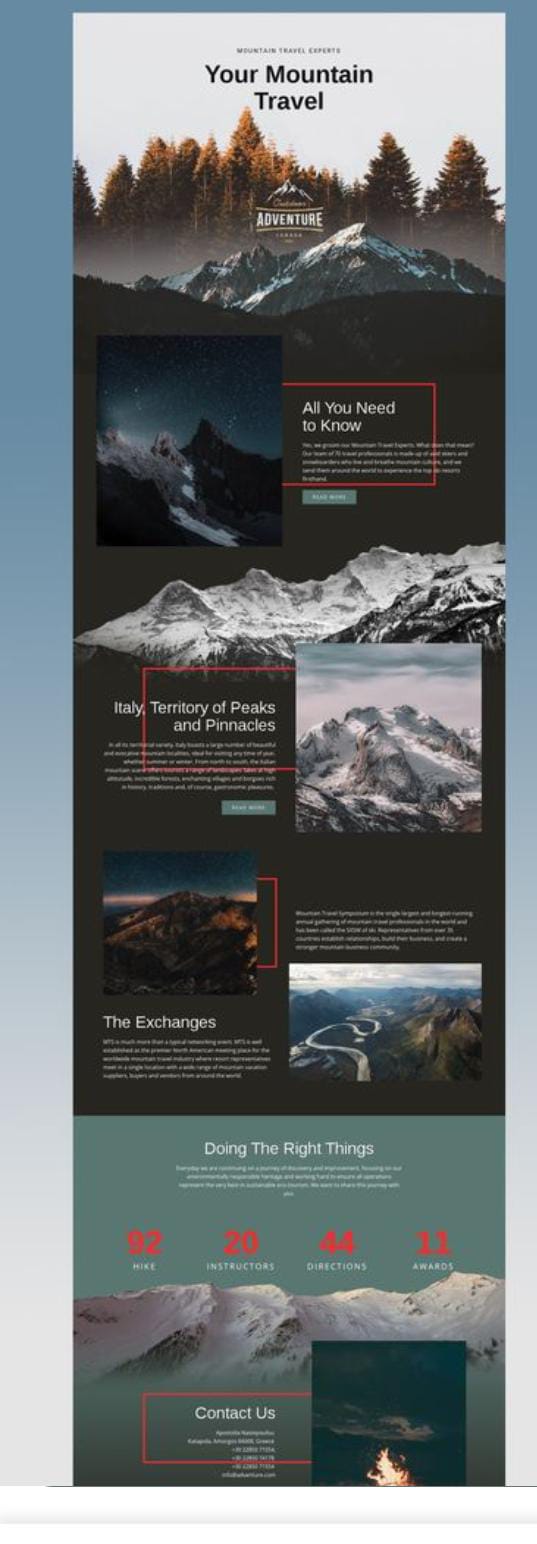 MOUNTAIN TRAVEL EXPERTS
Your Mountain
Travel
Outdoor
ADVENTURE
CANADA
All You Need
to Know
Yes, we groom our Mountain Travel Experts. What does that mean?
Our team of 70 travel professionals is made up of avid skiers and
snowboarders who live and breathe mountain culture, and we
send them around the world to experience the top ski resorts
firsthand.
READ MORE
Italy, Territory of Peaks
and Pinnacles
In all its territorial variety, Italy boasts a large number of beautiful
and evocative mountain localities, ideal for visiting any time of year,
whether summer or winter. From north to south, the Italian
mountain scene offers tourists a range of landscapes: lakes at high
altitude, incredible forests, enchanting villages and borgoes rich
in history, traditions and, of course, gastronomic pleasures.
READ MORE
Mountain Travel Symposium is the single largest and longest-running
annual gathering of mountain travel professionals in the world and
has been called the SXSW of ski. Representatives from over 35
countries establish relationships, build their business, and create a
stronger mountain business community.
The Exchanges
MTS is much more than a typical networking event. MTS is well
established as the premier North American meeting place for the
worldwide mountain travel industry where resort representatives
meet in a single location with a wide range of mountain vacation
suppliers, buyers and vendors from around the world.
Doing The Right Things
Everyday we are continuing on a journey of discovery and improvement, focusing on our
environmentally responsible heritage and working hard to ensure all operations
represent the very best in sustainable eco-tourism. We want to share this journey with
you.
92
20
44
11
HIKE
INSTRUCTORS
DIRECTIONS
AWARDS
Contact Us
Katapola, Amorgos 84008, Greece
+30 22850 71554,
+30 22850 74178
+30 22850 71554
info@adventure.com